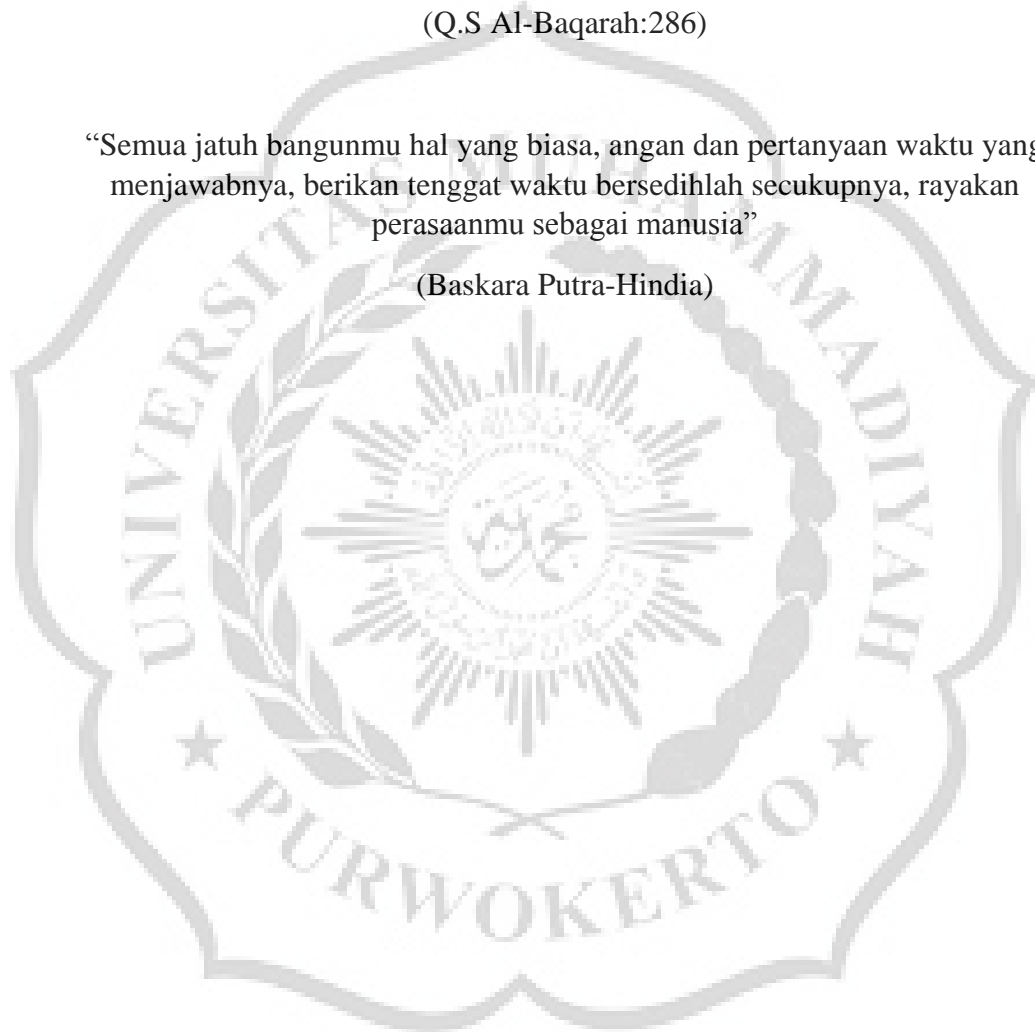 (Q.S Al-Baqarah:286)
“Semua jatuh bangunmu hal yang biasa, angan dan pertanyaan waktu yang
menjawabnya, berikan tenggat waktu bersedihlah secukupnya, rayakan
perasaanmu sebagai manusia”
(Baskara Putra-Hindia)
UNIVERSITAS MUHAMMADIYAH
PURWOKERTO